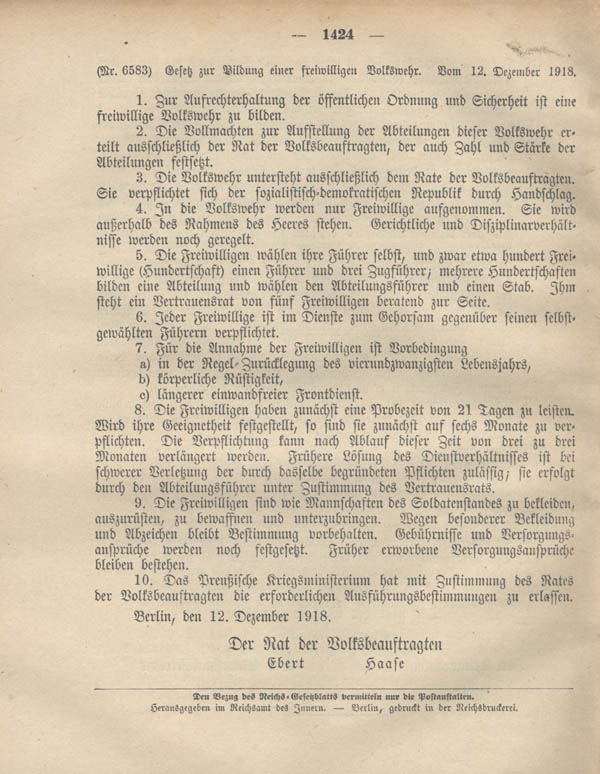 — 1424 —
(Nr. 6583) Gesetz zur Bildung einer freiwilligen Volkswehr. Vom 12. Dezember 1918.
1. Zur Aufrechterhaltung der öffentlichen Ordnung und Sicherheit ist eine
freiwillige Volkswehr zu bilden.
2. Die Vollmachten zur Aufstellung der Abteilungen dieser Volkswehr er-
teilt ausschließlich der Rat der Volksbeauftragten, der auch Zahl und Stärke der
Abteilungen festsetzt.
3. Die Volkswehr untersteht ausschließlich dem Rate der Volksbeauftragten.
Sie verpflichtet sich der sozialistisch-demokratischen Republik durch Handschlag.
4. In die Volkswehr werden nur Freiwillige aufgenommen. Sie wird
außerhalb des Rahmens des Heeres stehen. Gerichtliche und Disziplinarverhält-
nisse werden noch geregelt.
5. Die Freiwilligen wählen ihre Führer selbst, und zwar etwa hundert Frei-
willige (Hundertschaft) einen Führer und drei Zugführer; mehrere Hundertschaften
bilden eine Abteilung und wählen den Abteilungsführer und einen Stab. Ihm
steht ein Vertrauensrat von fünf Freiwilligen beratend zur Seite.
6. Jeder Freiwillige ist im Dienste zum Gehorsam gegenüber seinen selbst-
gewählten Führern verpflichtet.
7. Für die Annahme der Freiwilligen ist Vorbedingung
a) in der Regel Zurücklegung des vierundzwanzigsten Lebensjahrs,
b) körperliche Rüstigkeit,
c) längerer einwandfreier Frontdienst.
8. Die Freiwilligen haben zunächst eine Probezeit von 21 Tagen zu leisten.
Wird ihre Geeignetheit festgestellt, so sind sie zunächst auf sechs Monate zu ver-
pflichten. Die Verpflichtung kann nach Ablauf dieser Zeit von drei zu drei
Monaten verlängert werden. Frühere Lösung des Dienstverhältnisses ist bei
schwerer Verletzung der durch dasselbe begründeten Pflichten zulässig; sie erfolgt
durch den Abteilungsführer unter Zustimmung des Vertrauensrats.
9. Die Freiwilligen sind wie Mannschaften des Soldatenstandes zu bekleiden,
auszurüsten, zu bewaffnen und unterzubringen. Wegen besonderer Bekleidung
und Abzeichen bleibt Bestimmung vorbehalten. Gebührnisse und Versorgungs-
ansprüche werden noch festgesetzt. Früher erworbene Versorgungsansprüche
bleiben bestehen.
10. Das Preußische Kriegsministerium hat mit Zustimmung des Rates
der Volksbeauftragten die erforderlichen Ausführungsbestimmungen zu erlassen.
Berlin, den 12. Dezember 1918.
Der Rat der Volksbeauftragten
Ebert Haase
Den Bezug des Reichs-Gesetzblatts vermitteln nur die Postanstalten.
Herausgegeben im Reichsamt des Innern. — Berlin, gedruckt in der Reichsdruckerei.